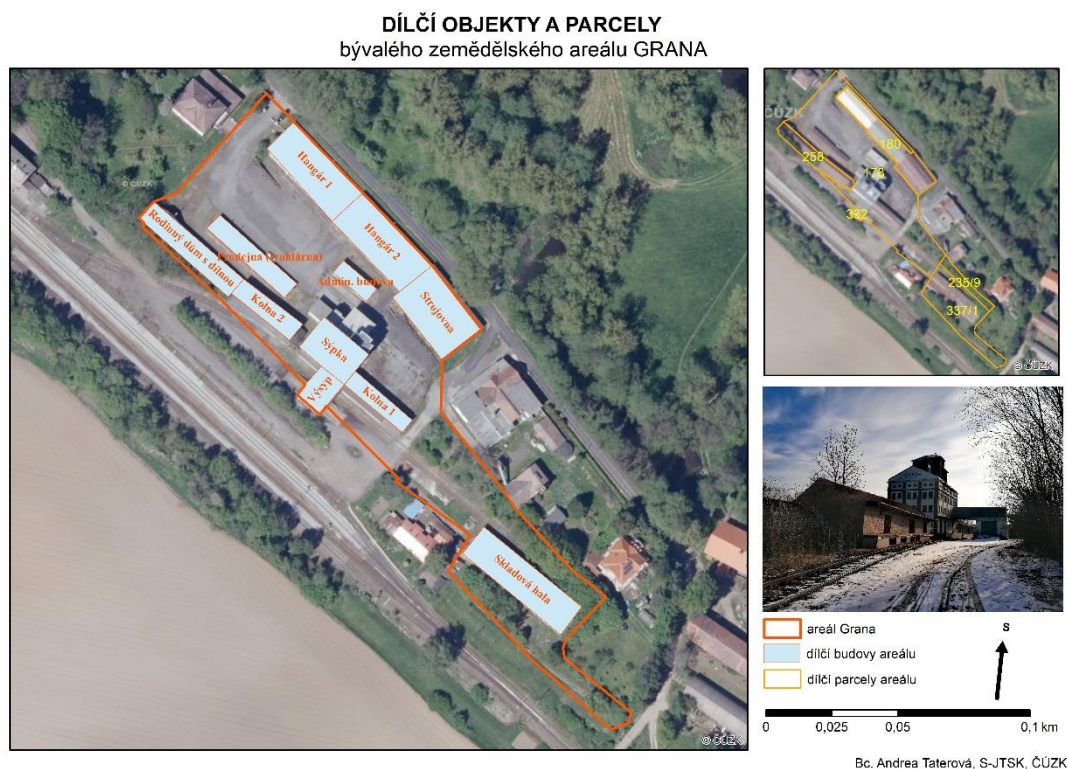 DÍLČÍ OBJEKTY A PARCELY
bývalého zemědělského areálu GRANA
© ČÚZK
Hangár 1
Hangár 2
Strojovna
Rodinný dům s dílnou
Prodejna (truhlárna)
Admin. budova
Kolna 2
Sýpka
Výsyp
Kolna 1
Skladová hala
© ČÚZK
ČÚZK
180
258
179
332
235/9
337/1
© ČÚZK
areál Grana
dílčí budovy areálu
dílčí parcely areálu
S
0 0,025 0,05 0,1 km
Bc. Andrea Taterová, S-JTSK, ČÚZK